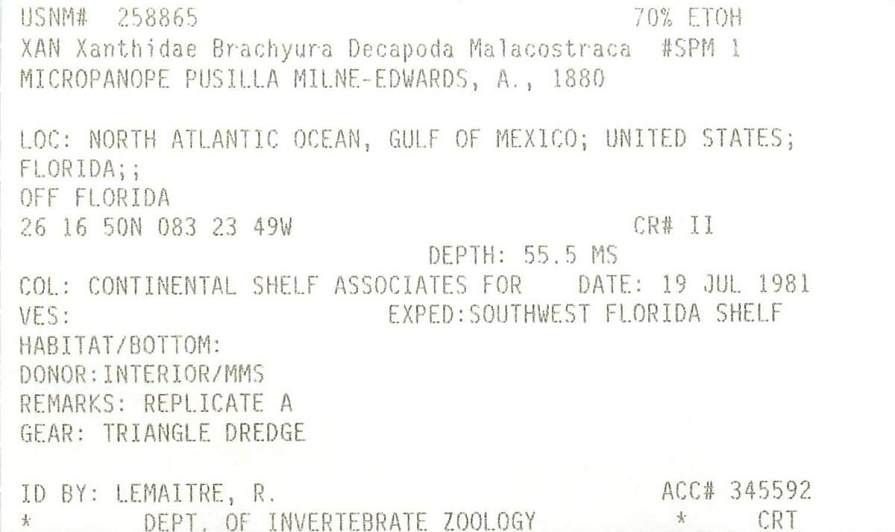 USNM# 258865 70% ETOH
XAN Xanthidae Brachyura Decapoda Malacostraca #SPM 1
MICROPANOPE PUSILLA MILNE-EDWARDS, A., 1880
LOC: NORTH ATLANTIC OCEAN, GULF OF MEXICO; UNITED STATES;
FLORIDA;;
OFF FLORIDA
26 16 50N 083 23 49W CR# II
DEPTH: 55.5 MS
COL: CONTINENTAL SHELF ASSOCIATES FOR DATE: 19 JUL 1981
VES: EXPED:SOUTHWEST FLORIDA SHELF
HABITAT/BOTTOM:
DONOR:INTERIOR/MMS
REMARKS: REPLICATE A
GEAR: TRIANGLE DREDGE
ID BY: LEMAITRE, R. ACC# 345592
* DEPT. OF INVERTEBRATE ZOOLOGY * CRT